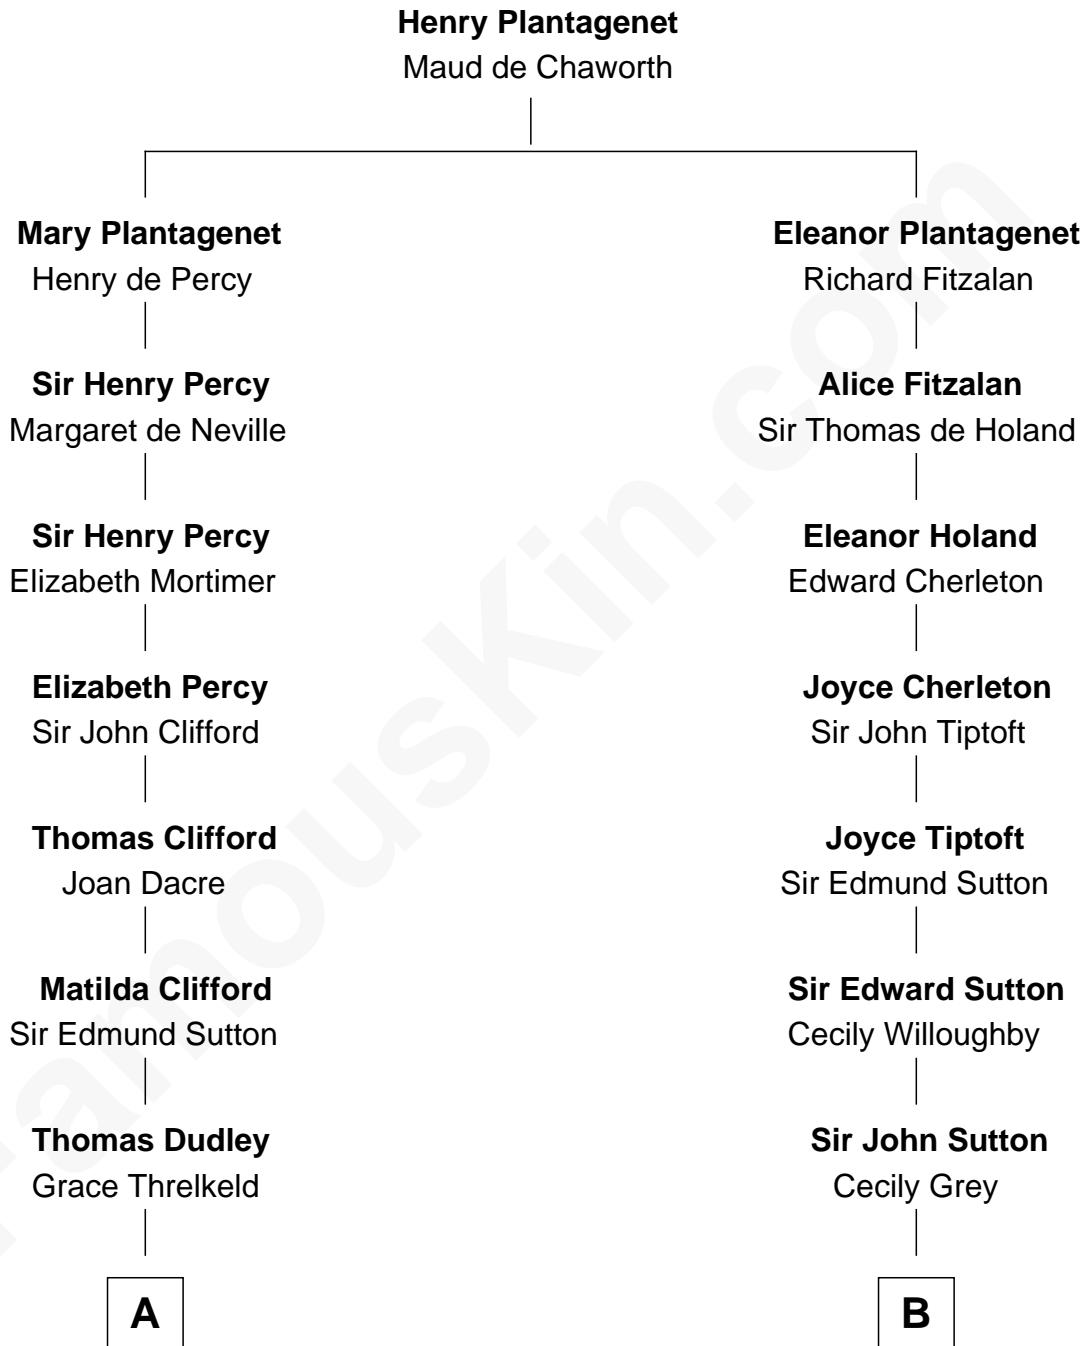 Henry Plantagenet
Maud de Chaworth
Mary Plantagenet
Henry de Percy
Eleanor Plantagenet
Richard Fitzalan
Sir Henry Percy
Margaret de Neville
Alice Fitzalan
Sir Thomas de Holand
Sir Henry Percy
Elizabeth Mortimer
Eleanor Holand
Edward Cherleton
Elizabeth Percy
Sir John Clifford
Joyce Cherleton
Sir John Tiptoft
Thomas Clifford
Joan Dacre
Joyce Tiptoft
Sir Edmund Sutton
Matilda Clifford
Sir Edmund Sutton
Sir Edward Sutton
Cecily Willoughby
Thomas Dudley
Grace Threlkeld
Sir John Sutton
Cecily Grey
A
B
FamousKin.com